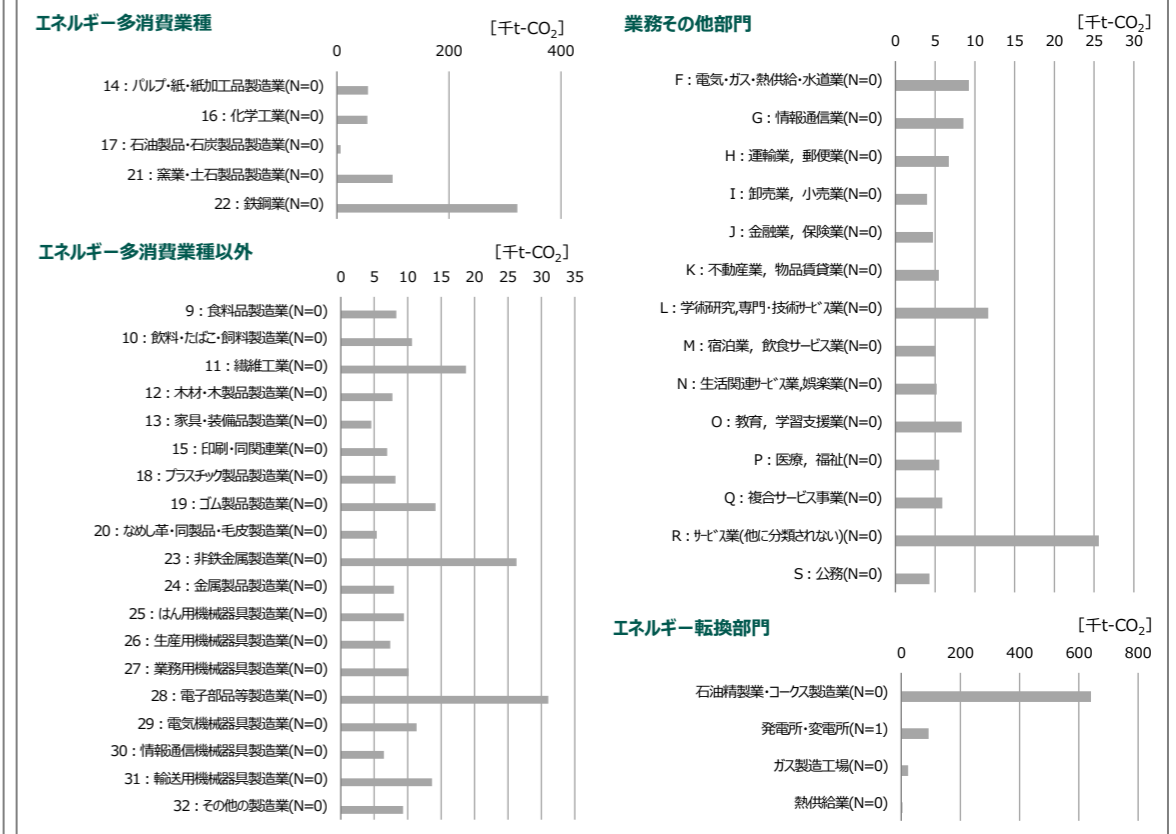 エネルギー多消費業種
[千t-CO2]
0 200 400
14：パルプ・紙・紙加工品製造業(N=0)
16：化学工業(N=0)
17：石油製品・石炭製品製造業(N=0)
21：窯業・土石製品製造業(N=0)
22：鉄鋼業(N=0)
エネルギー多消費業種以外
[千t-CO2]
0 5 10 15 20 25 30 35
9：食料品製造業(N=0)
10：飲料・たばこ・飼料製造業(N=0)
11：繊維工業(N=0)
12：木材・木製品製造業(N=0)
13：家具・装備品製造業(N=0)
15：印刷・同関連業(N=0)
18：プラスチック製品製造業(N=0)
19：ゴム製品製造業(N=0)
20：なめし革・同製品・毛皮製造業(N=0)
23：非鉄金属製造業(N=0)
24：金属製品製造業(N=0)
25：はん用機械器具製造業(N=0)
26：生産用機械器具製造業(N=0)
27：業務用機械器具製造業(N=0)
28：電子部品等製造業(N=0)
29：電気機械器具製造業(N=0)
30：情報通信機械器具製造業(N=0)
31：輸送用機械器具製造業(N=0)
32：その他の製造業(N=0)
業務その他部門
[千t-CO2]
0 5 10 15 20 25 30
F：電気・ガス・熱供給・水道業(N=0)
G：情報通信業(N=0)
H：運輸業，郵便業(N=0)
I：卸売業，小売業(N=0)
J：金融業，保険業(N=0)
K：不動産業，物品賃貸業(N=0)
L：学術研究,専門・技術サービス業(N=0)
M：宿泊業，飲食サービス業(N=0)
N：生活関連サービス業,娯楽業(N=0)
O：教育，学習支援業(N=0)
P：医療，福祉(N=0)
Q：複合サービス事業(N=0)
R：サービス業(他に分類されない)(N=0)
S：公務(N=0)
エネルギー転換部門
[千t-CO2]
0 200 400 600 800
石油精製業・コークス製造業(N=0)
発電所・変電所(N=1)
ガス製造工場(N=0)
熱供給業(N=0)